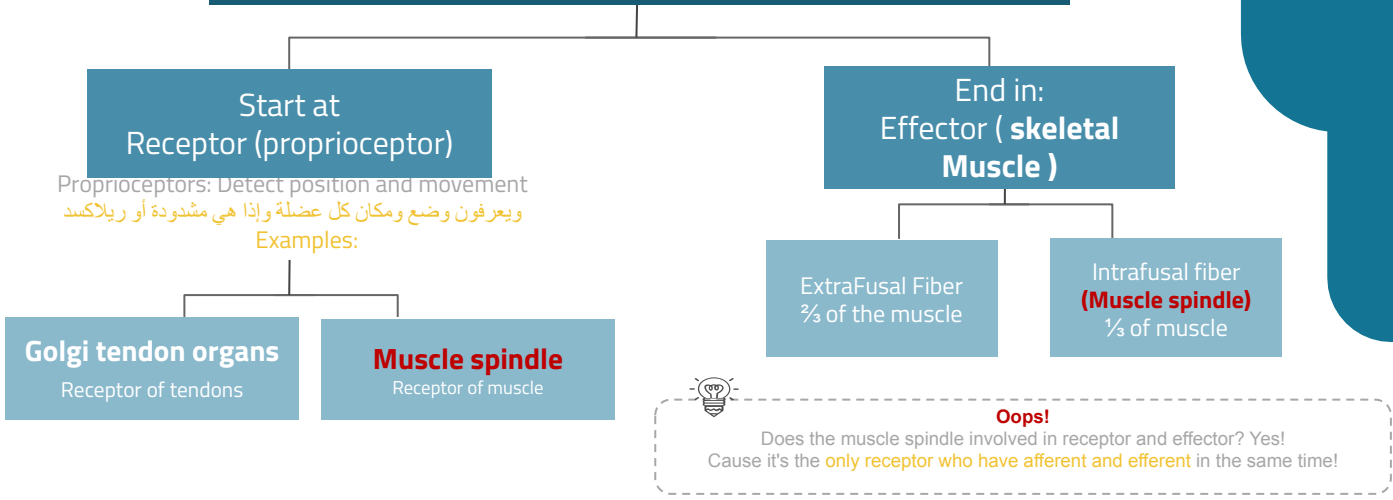 Start at
Receptor (proprioceptor)
Proprioceptors: Detect position and movement
ويعرفون وضع ومكان كل عضلة وإذا هي مشدودة أو ريلاكسد
Examples:
Golgi tendon organs
Receptor of tendons
Muscle spindle
Receptor of muscle
End in:
Effector ( skeletal
Muscle )
ExtraFusal Fiber
⅔ of the muscle
Intrafusal fiber
(Muscle spindle)
⅓ of muscle
Oops!
Does the muscle spindle involved in receptor and effector? Yes!
Cause it's the only receptor who have afferent and efferent in the same time!